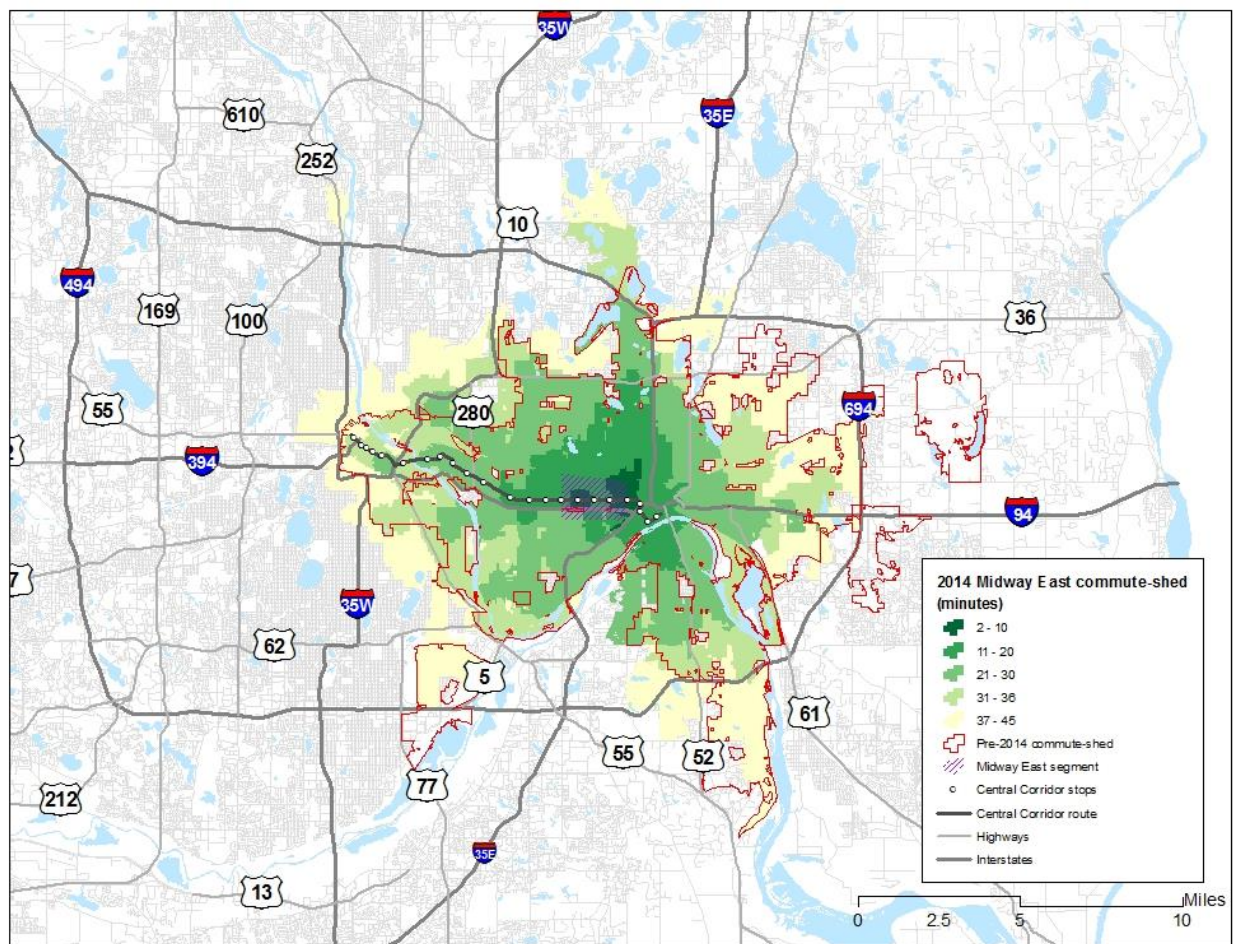 35W
35E
610
252
10
494
169
100
36
55
280
694
394
94
35W
62
5
61
55
52
77
212
35E
13
2014 Midway East commute-shed
(minutes)
2 - 10
11 - 20
21 - 30
31 - 36
37 - 45
Pre-2014 commute-shed
Midway East segment
Central Corridor stops
Central Corridor route
Highways
Interstates
Miles
0 2.5 5 10